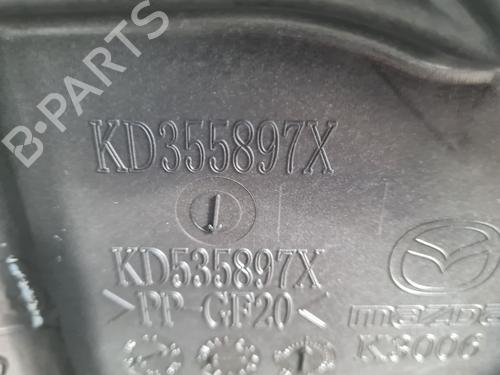 KD355897X
KD535897X
>PP GF20<
mazda
K3006
B-PARTS